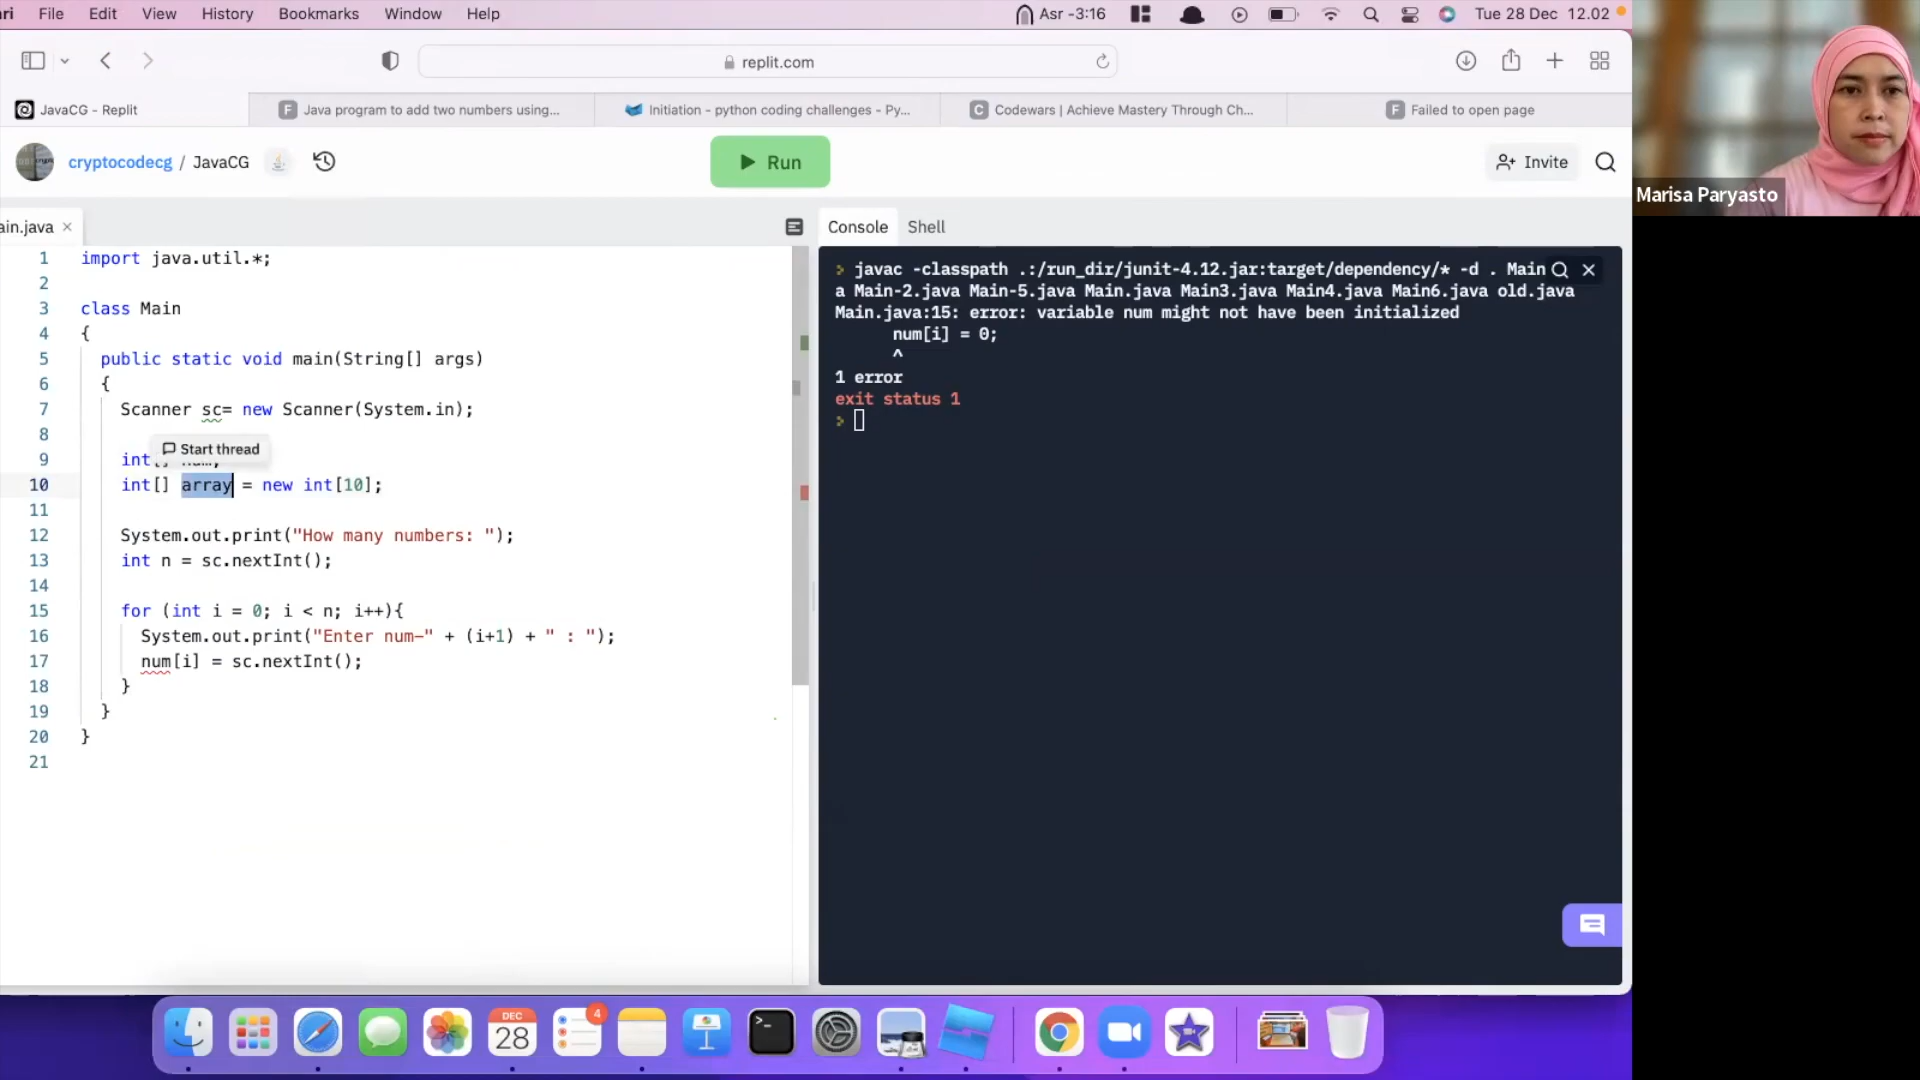 ri File Edit View History Bookmarks Window Help Asr -3:16 Tue 28 Dec 12.02
replit.com
JavaCG - Replit F Java program to add two numbers using... Initiation - python coding challenges - Py... C Codewars | Achieve Mastery Through Ch... F Failed to open page
cryptocodecg / JavaCG Run Invite
Marisa Paryasto
ain.java × Console Shell
1 import java.util.*;
2
3 class Main
4 {
5 public static void main(String[] args)
6 {
7 Scanner sc= new Scanner(System.in);
8
Start thread
9 int[] num;
10 int[] array = new int[10];
11
12 System.out.print("How many numbers: ");
13 int n = sc.nextInt();
14
15 for (int i = 0; i < n; i++){
16 System.out.print("Enter num-" + (i+1) + " : ");
17 num[i] = sc.nextInt();
18 }
19 }
20 }
21
> javac -classpath .:/run_dir/junit-4.12.jar:target/dependency/* -d . Main
a Main-2.java Main-5.java Main.java Main3.java Main4.java Main6.java old.java
Main.java:15: error: variable num might not have been initialized
num[i] = 0;
^
1 error
exit status 1
>
DEC
28
4
>_